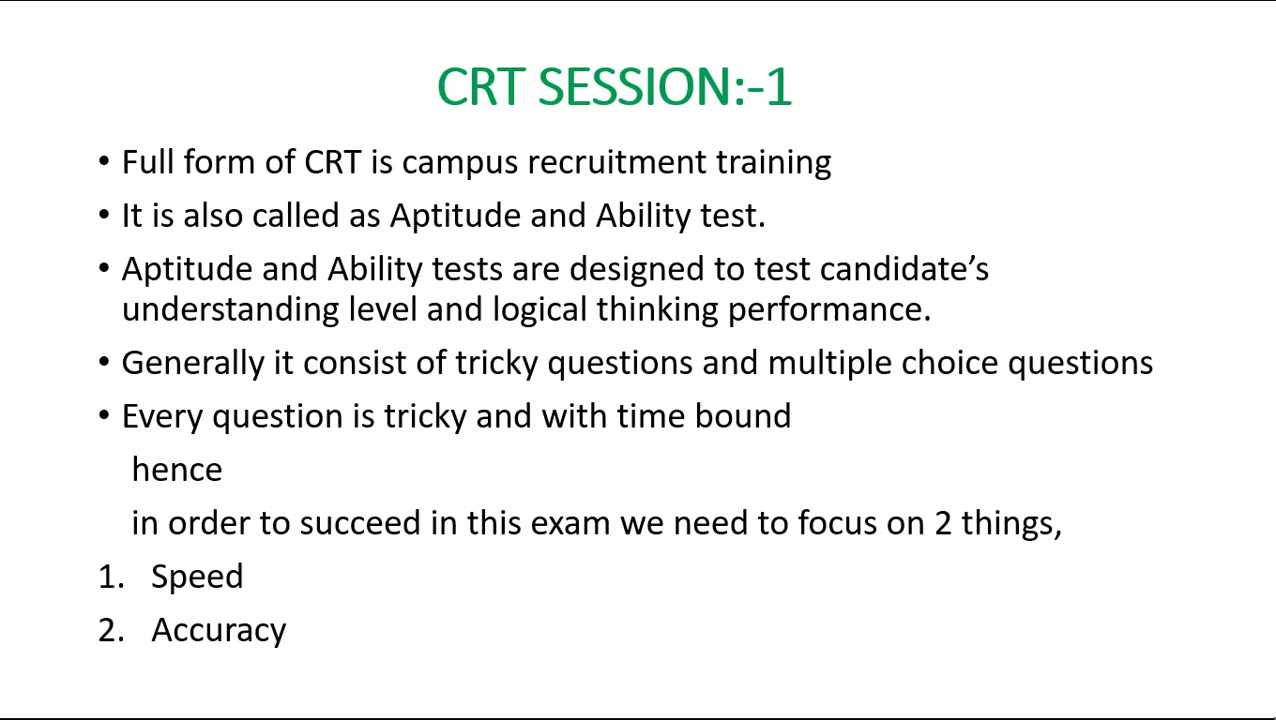 CRT SESSION:-1
• Full form of CRT is campus recruitment training
• It is also called as Aptitude and Ability test.
• Aptitude and Ability tests are designed to test candidate’s
understanding level and logical thinking performance.
• Generally it consist of tricky questions and multiple choice questions
• Every question is tricky and with time bound
hence
in order to succeed in this exam we need to focus on 2 things,
1. Speed
2. Accuracy